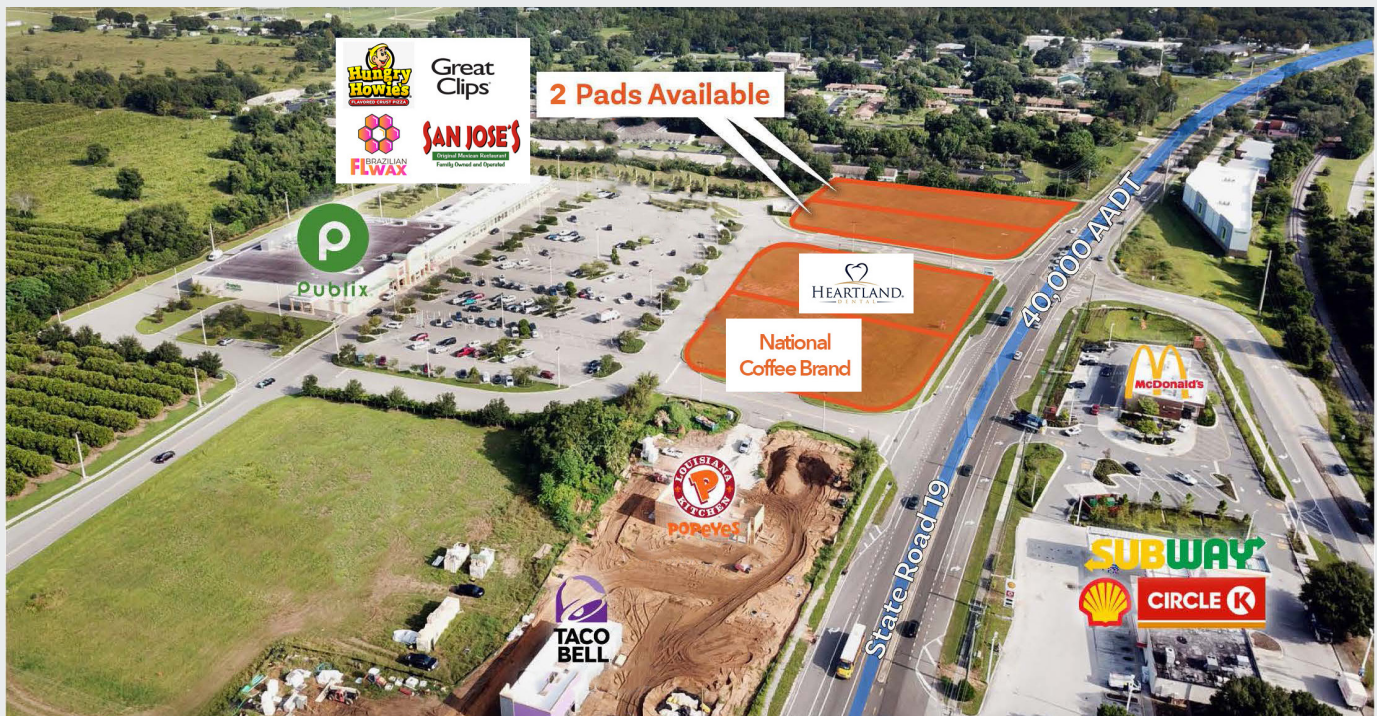 Hungry
Howie's
FLAVORED CRUST PIZZA
Great
Clips
BRAZILIAN
FLWAX
SAN JOSE'S
Original Mexican Restaurant
Family Owned and Operated
2 Pads Available
P
Publix
HEARTLAND
DENTAL
National
Coffee Brand
40,000 AADT
McDonald's
LOUISIANA
KITCHEN
P
POPEYES
TACO
BELL
State Road 19
SUBWAY
CIRCLE K